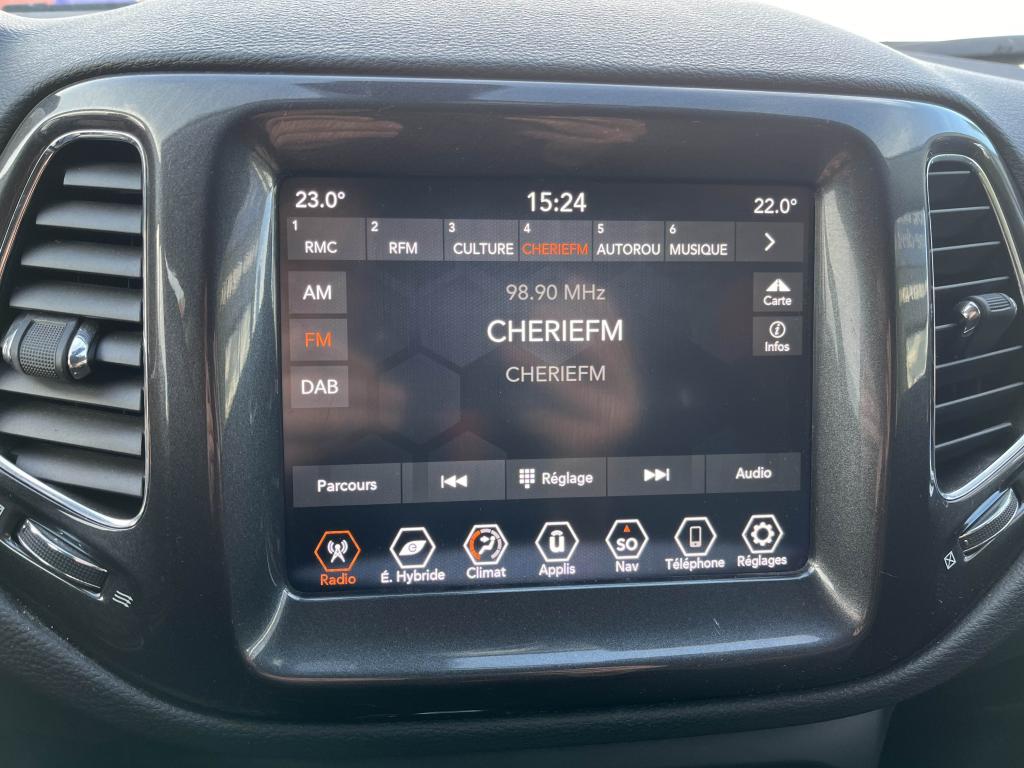 23.0° 15:24 22.0°
1 2 3 4 5 6
RMC RFM CULTURE CHERIEFM AUTOROU MUSIQUE
AM 98.90 MHz
Carte
CHERIEFM
FM Infos
CHERIEFM
DAB
Parcours Réglage Audio
SO
Radio É. Hybride Climat Applis Nav Téléphone Réglages